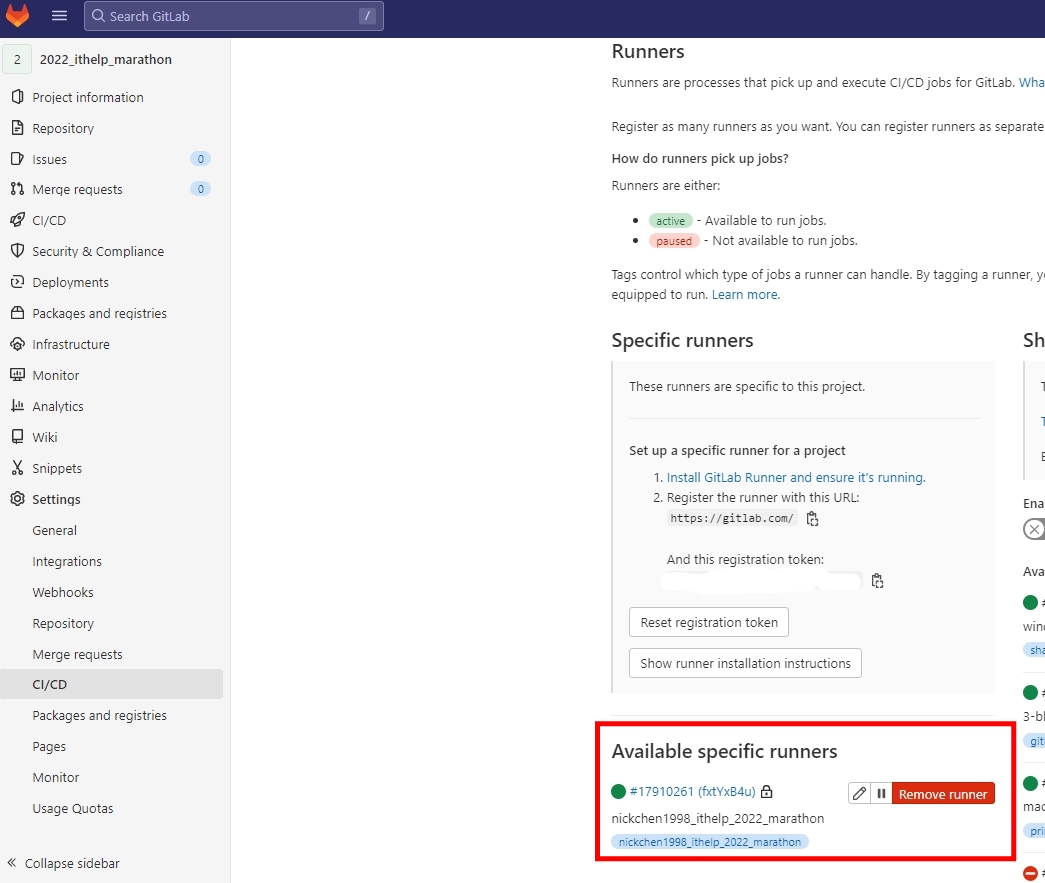 Search GitLab /
2 2022_ithelp_marathon
Project information
Repository
Issues 0
Merge requests 0
CI/CD
Security & Compliance
Deployments
Packages and registries
Infrastructure
Monitor
Analytics
Wiki
Snippets
Settings
General
Integrations
Webhooks
Repository
Merge requests
CI/CD
Packages and registries
Pages
Monitor
Usage Quotas
Collapse sidebar
Runners
Runners are processes that pick up and execute CI/CD jobs for GitLab. Wha
Register as many runners as you want. You can register runners as separate
How do runners pick up jobs?
Runners are either:
active - Available to run jobs.
paused - Not available to run jobs.
Tags control which type of jobs a runner can handle. By tagging a runner, y
equipped to run. Learn more.
Specific runners
These runners are specific to this project.
Set up a specific runner for a project
1. Install GitLab Runner and ensure it's running.
2. Register the runner with this URL:
https://gitlab.com/
And this registration token:
Reset registration token
Show runner installation instructions
Available specific runners
#17910261 (fxtYxB4u)
Remove runner
nickchen1998_ithelp_2022_marathon
nickchen1998_ithelp_2022_marathon
Sh
Ena
Ava
wind
sha
3-bl
git
mac
pri